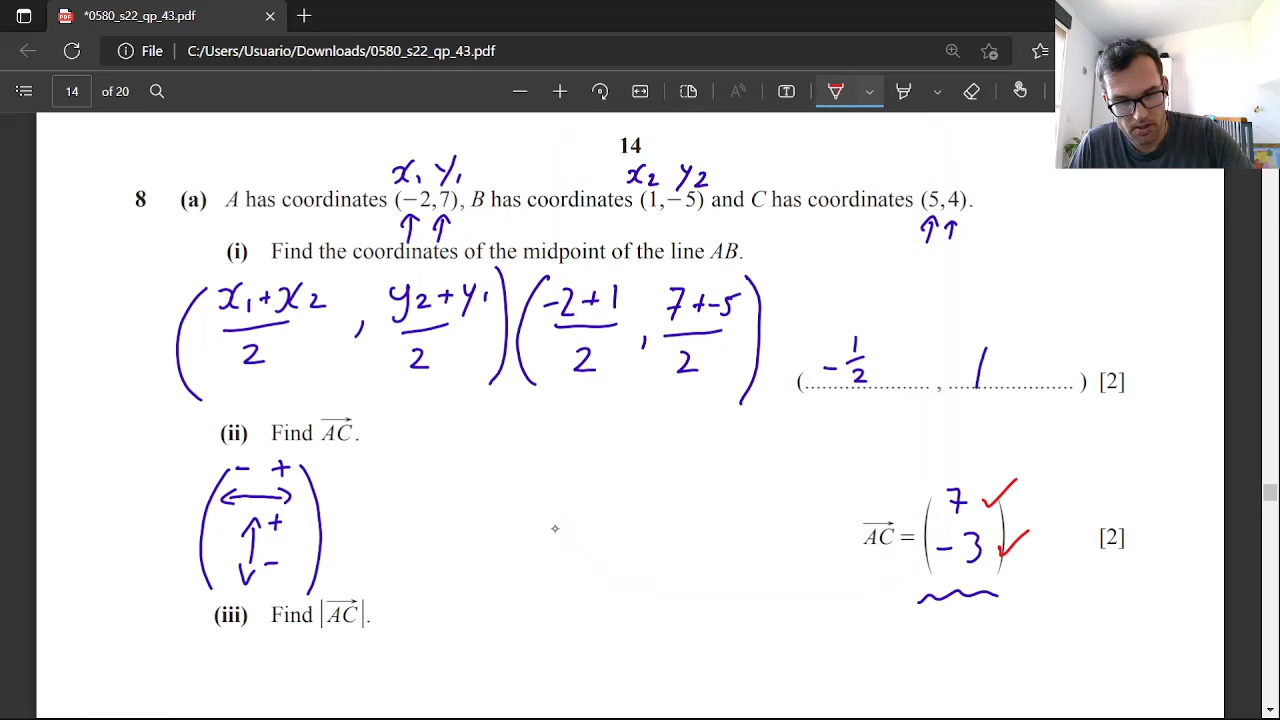 *0580_s22_qp_43.pdf
File C:/Users/Usuario/Downloads/0580_s22_qp_43.pdf
14 of 20
14
x₁ y₁ x₂ y₂
8 (a) A has coordinates (−2, 7), B has coordinates (1, −5) and C has coordinates (5, 4).
(i) Find the coordinates of the midpoint of the line AB.
(x₁+x₂/2, y₂+y₁/2) (-2+1/2, 7+-5/2)
(-1/2, 1) [2]
(ii) Find AC.
- +
+
-
AC = (7 -3) [2]
(iii) Find |AC|.